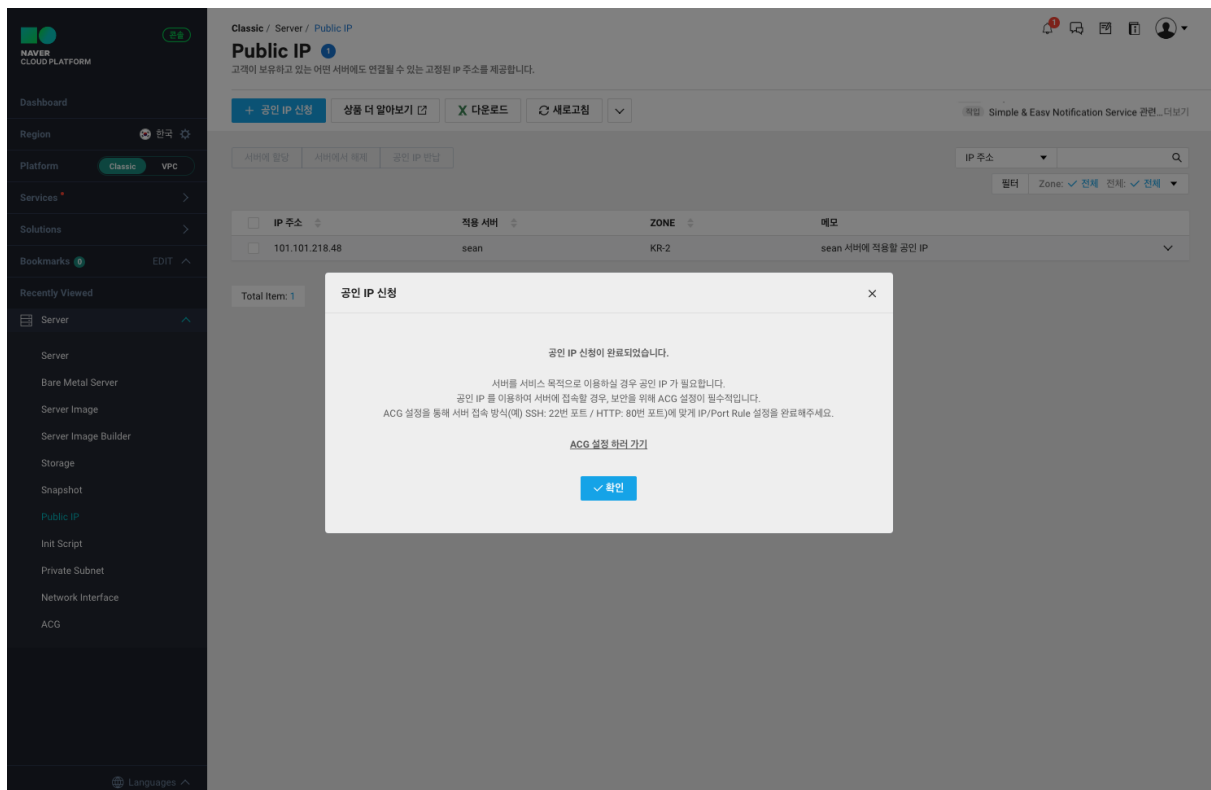 콘솔
NAVER
CLOUD PLATFORM
Dashboard
Region 한국
Platform Classic VPC
Services
Solutions
Bookmarks 0 EDIT
Recently Viewed
Server
Server
Bare Metal Server
Server Image
Server Image Builder
Storage
Snapshot
Public IP
Init Script
Private Subnet
Network Interface
ACG
Languages
Classic / Server / Public IP
1
Public IP 1
고객이 보유하고 있는 어떤 서버에도 연결될 수 있는 고정된 IP 주소를 제공합니다.
+ 공인 IP 신청 상품 더 알아보기 다운로드 새로고침
작업 Simple & Easy Notification Service 관련... 더보기
서버에 할당 서버에서 해제 공인 IP 반납
IP 주소
필터 Zone: 전체 전체: 전체
IP 주소 적용 서버 ZONE 메모
101.101.218.48 sean KR-2 sean 서버에 적용할 공인 IP
Total Item: 1
공인 IP 신청
공인 IP 신청이 완료되었습니다.
서버를 서비스 목적으로 이용하실 경우 공인 IP 가 필요합니다.
공인 IP 를 이용하여 서버에 접속할 경우, 보안을 위해 ACG 설정이 필수적입니다.
ACG 설정을 통해 서버 접속 방식(예) SSH: 22번 포트 / HTTP: 80번 포트)에 맞게 IP/Port Rule 설정을 완료해주세요.
ACG 설정 하러 가기
확인